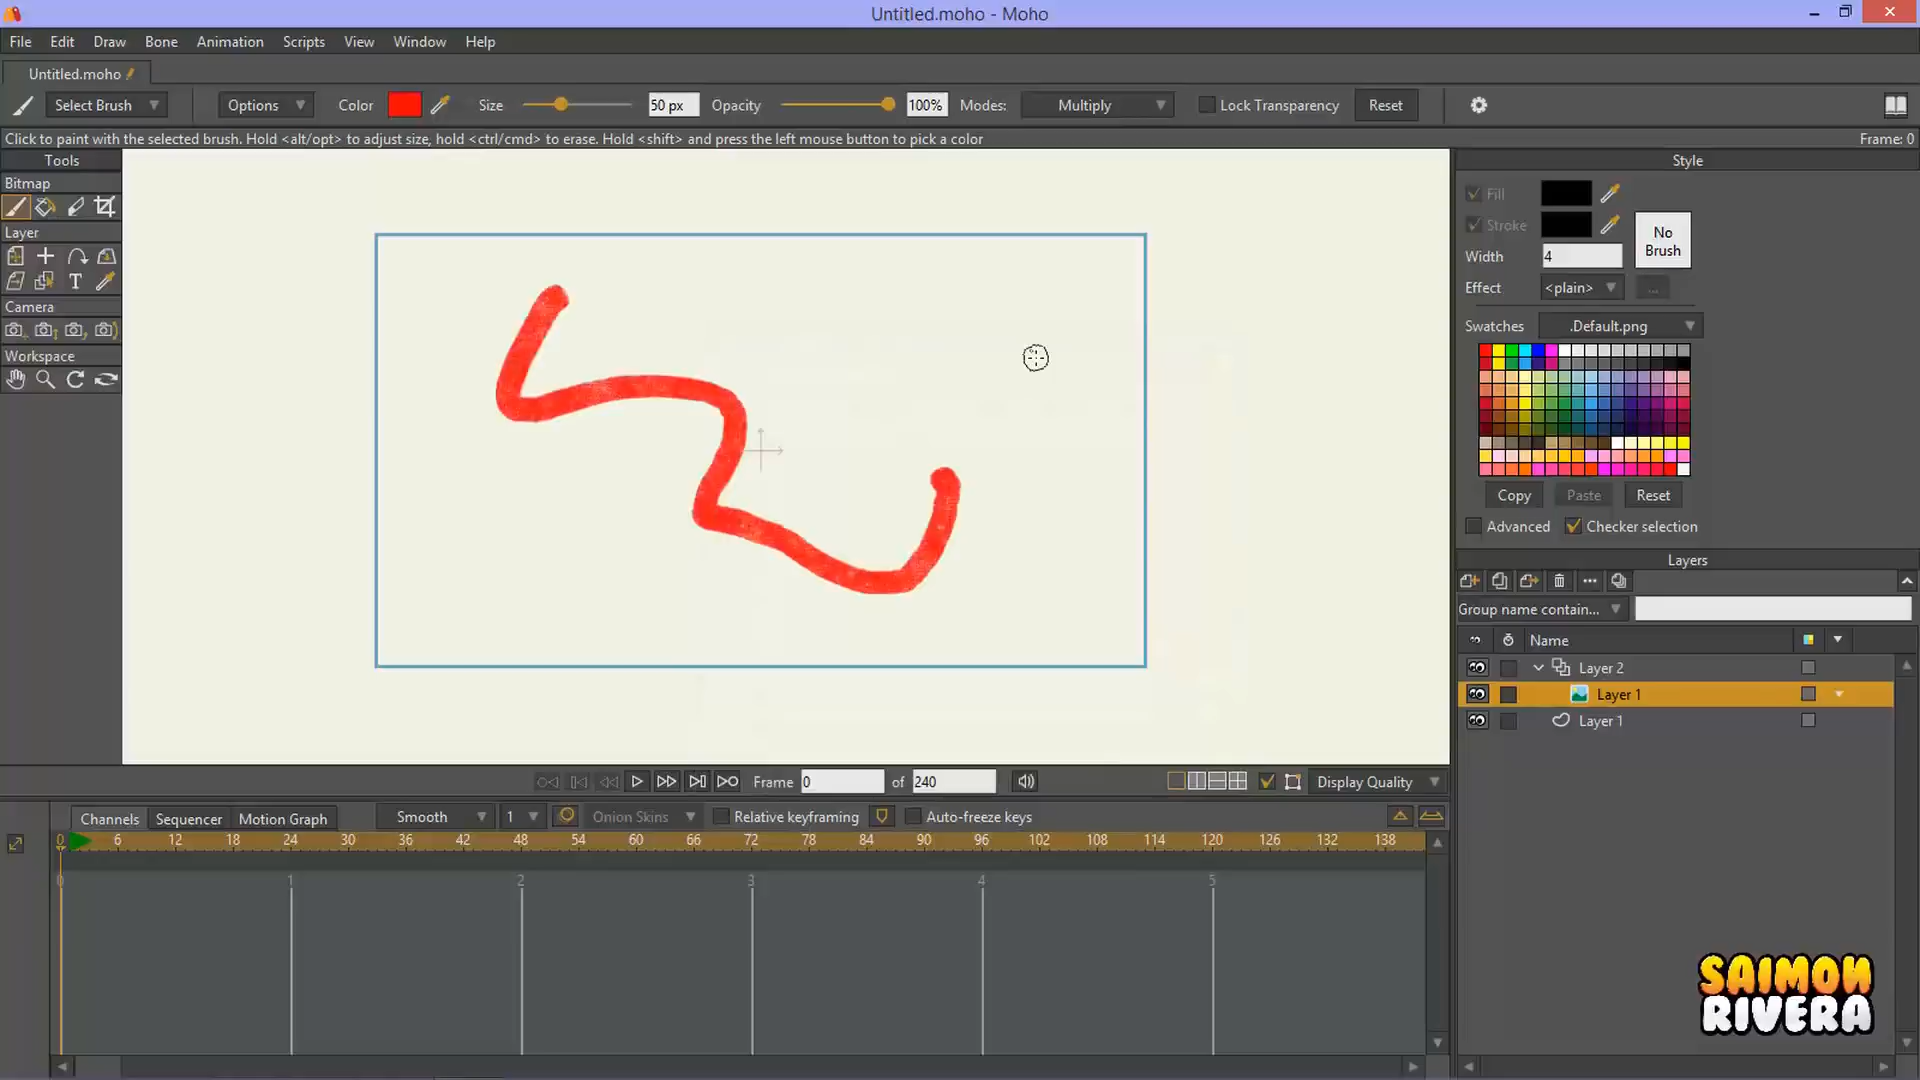 Untitled.moho - Moho
File Edit Draw Bone Animation Scripts View Window Help
Untitled.moho
Select Brush Options Color Size 50 px Opacity 100% Modes: Multiply Lock Transparency Reset
Click to paint with the selected brush. Hold <alt/opt> to adjust size, hold <ctrl/cmd> to erase. Hold <shift> and press the left mouse button to pick a color Frame: 0
Tools
Bitmap
Layer
T
Camera
Workspace
Style
Fill
Stroke
No
Brush
Width 4
Effect <plain> ...
Swatches .Default.png
Copy Paste Reset
Advanced Checker selection
Layers
Group name contain...
Name
Layer 2
Layer 1
Layer 1
Frame 0 of 240 Display Quality
Channels Sequencer Motion Graph Smooth 1 Onion Skins Relative keyframing Auto-freeze keys
0 6 12 18 24 30 36 42 48 54 60 66 72 78 84 90 96 102 108 114 120 126 132 138
0 1 2 3 4 5
SAIMON
RIVERA